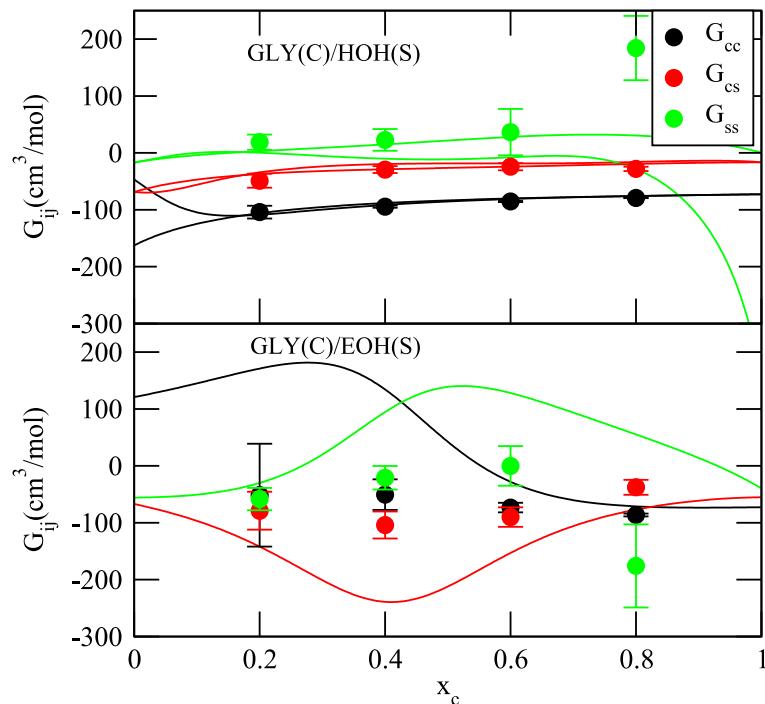 200
100
0
-100
-200
-300
G_ij(cm^3/mol)
GLY(C)/HOH(S)
G_cc
G_cs
G_ss
200
100
0
-100
-200
-300
G_ij(cm^3/mol)
GLY(C)/EOH(S)
0 0.2 0.4 0.6 0.8 1
x_c